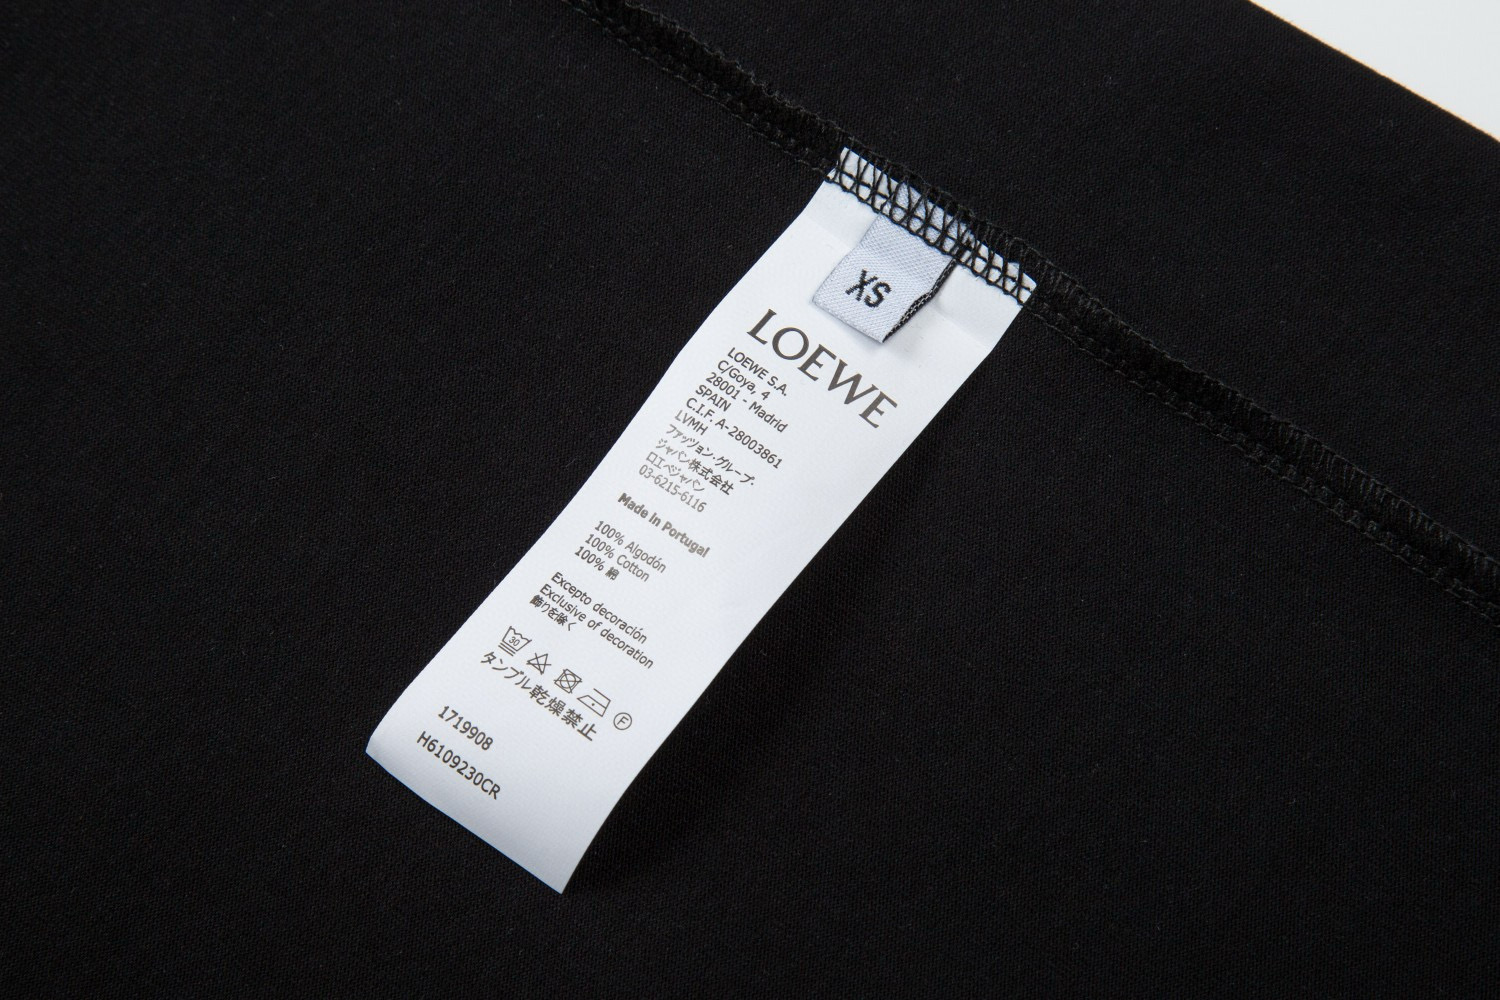 XS
LOEWE
LOEWE S.A.
C/Goya, 4
28001 - Madrid
SPAIN
C.I.F. A-28003861
LVMH
ファッション・グループ・
ジャパン株式会社
ロエベジャパン
03-6215-6116
Made in Portugal
100% Algodón
100% Cotton
100% 綿
Excepto decoración
Exclusive of decoration
飾りを除く
30
F
タンブル乾燥禁止
1719908
H6109230CR